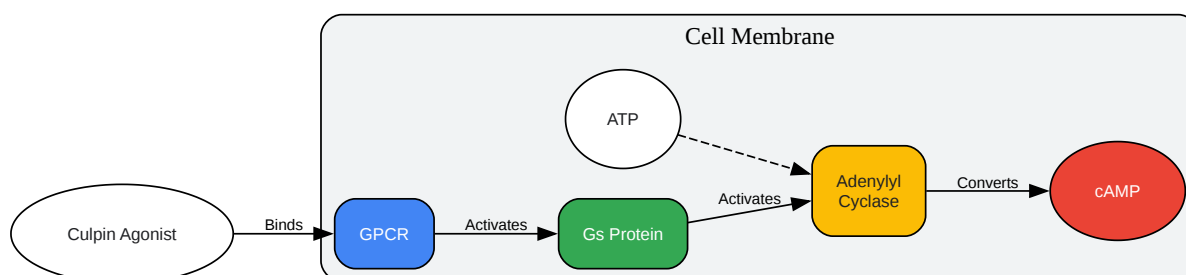 Cell Membrane
ATP
Adenylyl
Cyclase
Converts
cAMP
Activates
Culpin Agonist
Binds
GPCR
Activates
Gs Protein